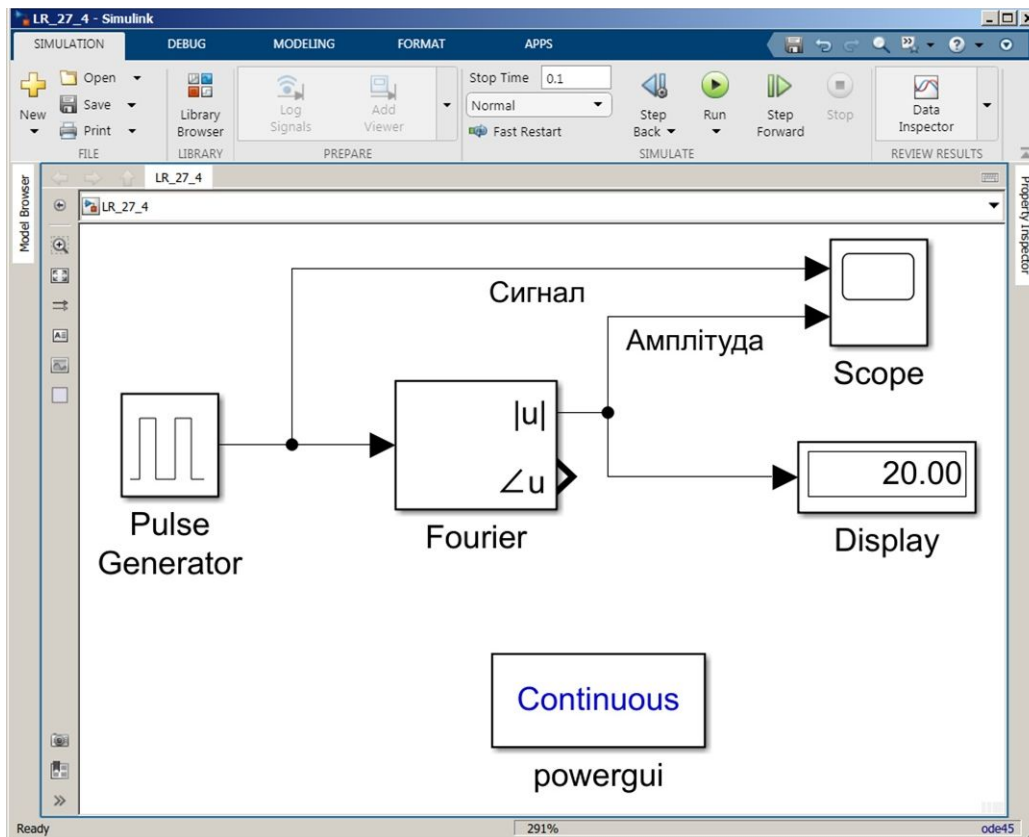 LR_27_4 - Simulink
SIMULATION DEBUG MODELING FORMAT APPS
New
Open
Save
Print
FILE
Library
Browser
LIBRARY
Log
Signals
Add
Viewer
PREPARE
Stop Time 0.1
Normal
Fast Restart
Step
Back
Run
Step
Forward
Stop
SIMULATE
Data
Inspector
REVIEW RESULTS
Model Browser
Property Inspector
LR_27_4
LR_27_4
Сигнал
Амплітуда
Scope
|u|
∠u
Pulse
Generator
Fourier
20.00
Display
Continuous
powergui
Ready 291% ode45